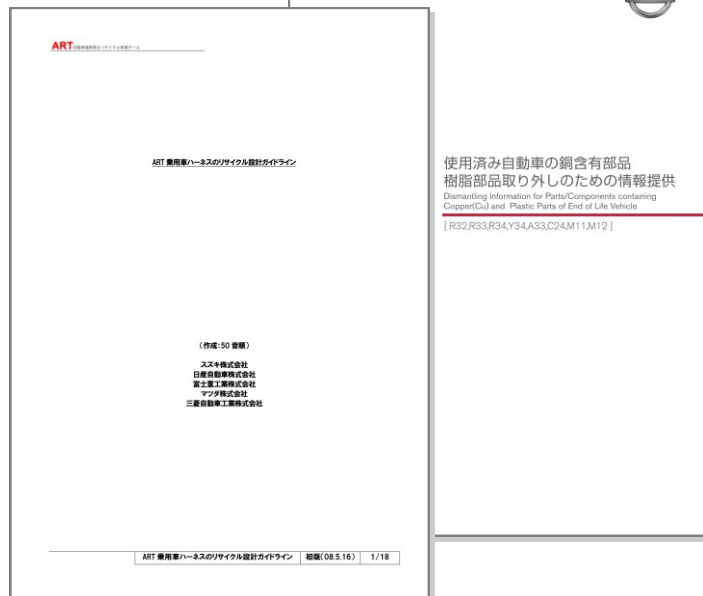 ART
ART 乗用車ハーネスのリサイクル設計ガイドライン
(作成:50 音順)
スズキ株式会社
日産自動車株式会社
富士重工業株式会社
マツダ株式会社
三菱自動車工業株式会社
ART 乗用車ハーネスのリサイクル設計ガイドライン 初版(08.5.16) 1/18
使用済み自動車の銅含有部品
樹脂部品取り外しのための情報提供
Dismantling Information for Parts/Components containing
Copper(Cu) and Plastic Parts of End of Life Vehicle
[ R32,R33,R34,Y34,A33,C24,M11,M12 ]